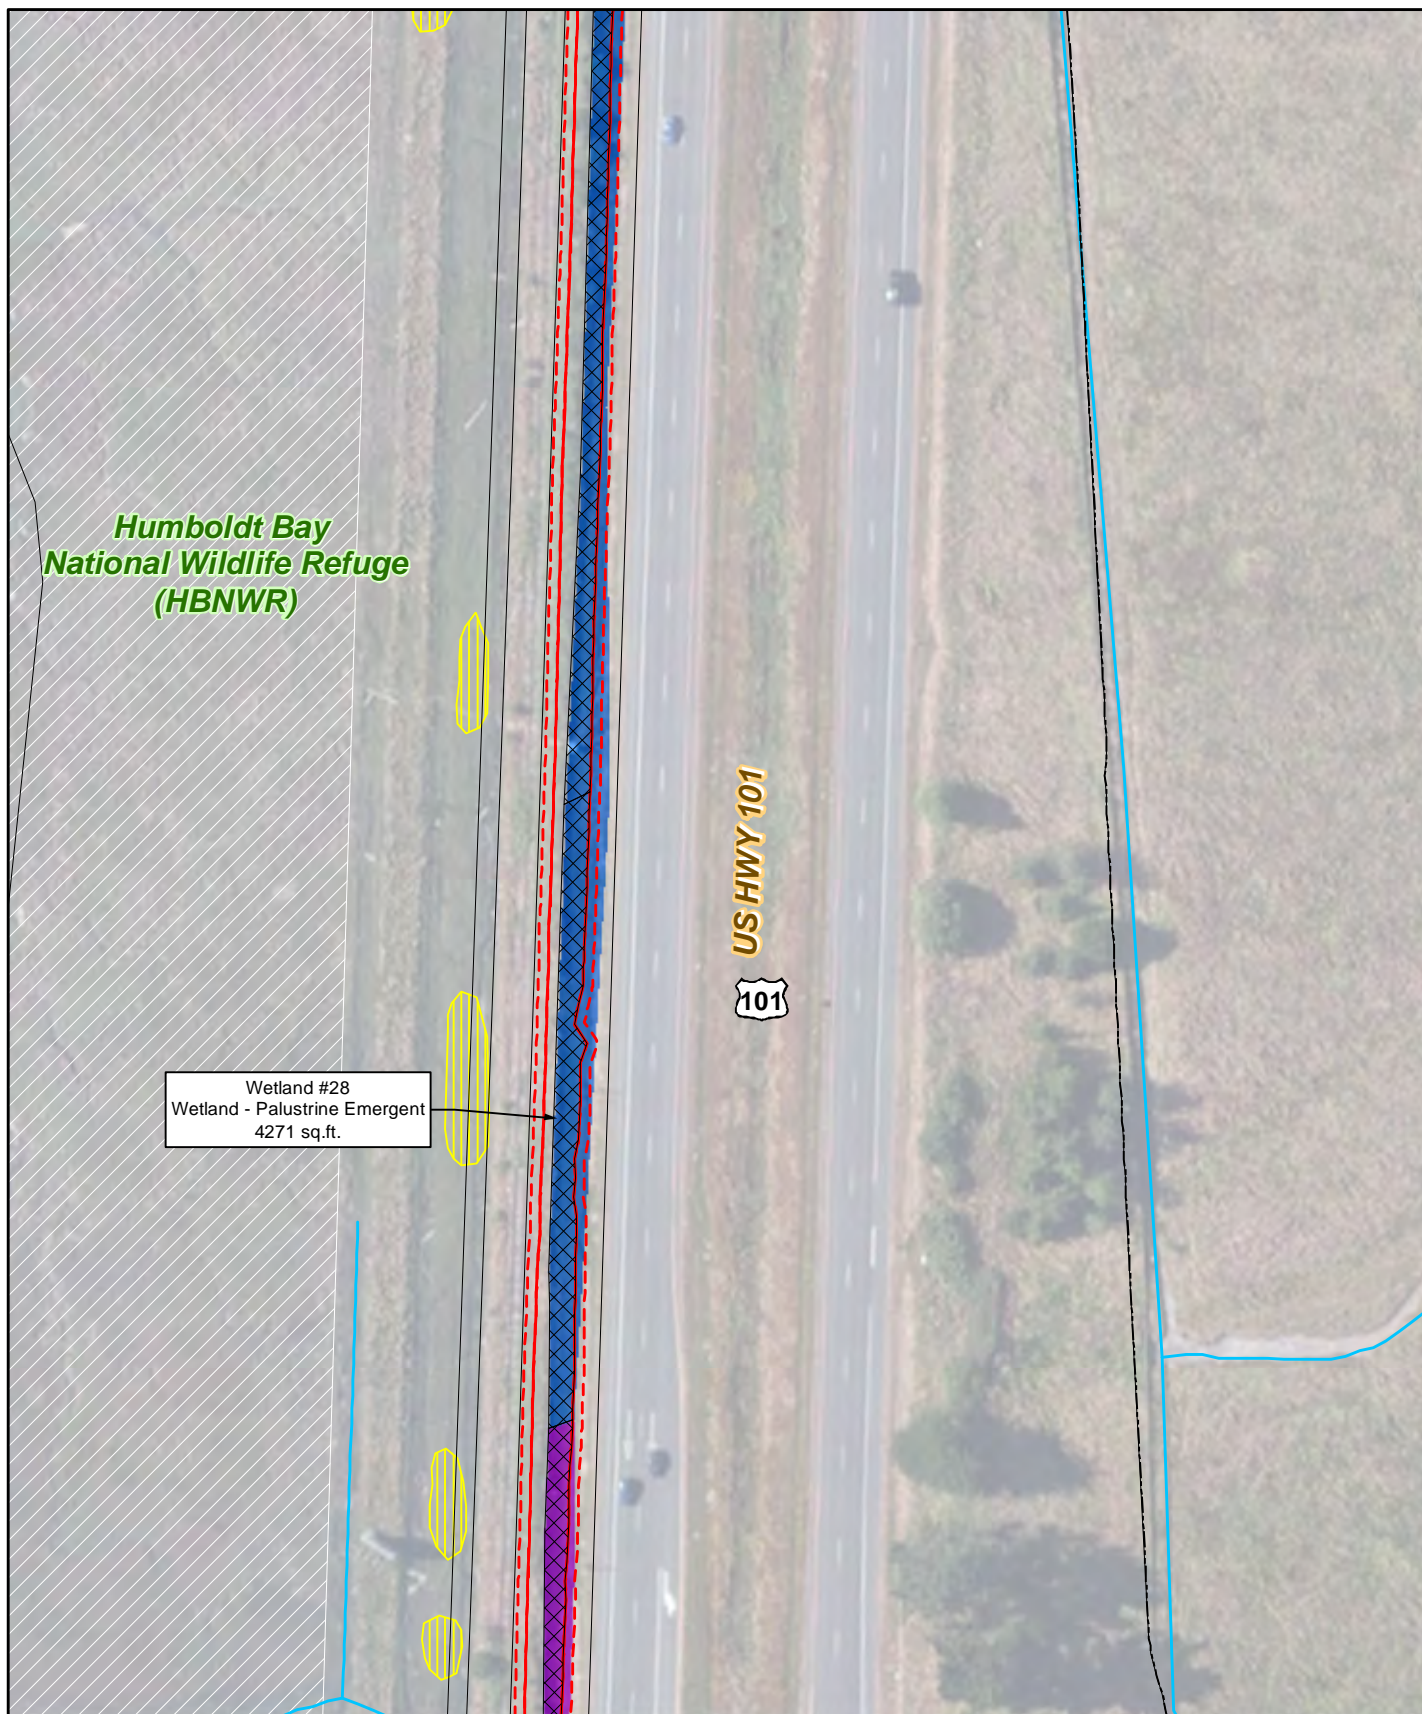 Humboldt Bay
National Wildlife Refuge
(HBNWR)
US HWY 101
101
Wetland #28
Wetland - Palustrine Emergent
4271 sq.ft.